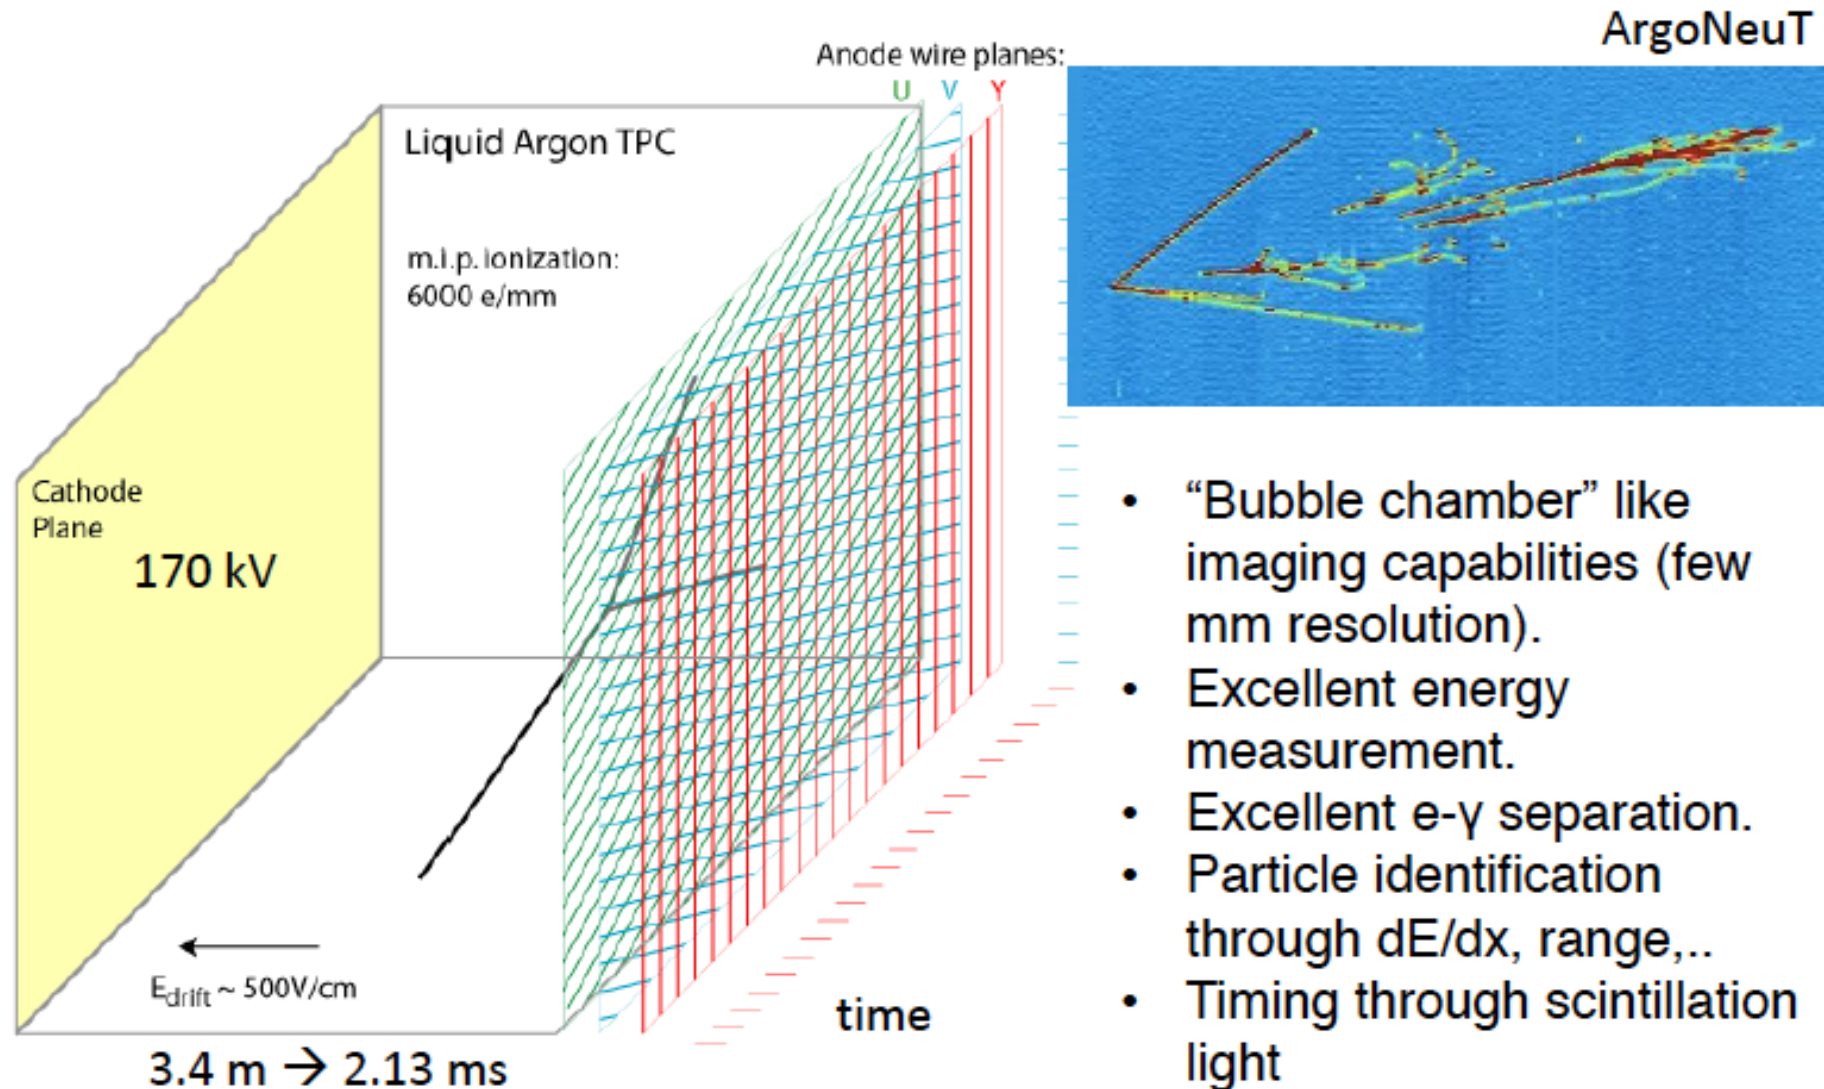 ArgoNeuT
Anode wire planes:
U V Y
Liquid Argon TPC
m.i.p. ionization:
6000 e/mm
Cathode
Plane
170 kV
E_drift ~ 500V/cm
3.4 m → 2.13 ms
time
• “Bubble chamber” like
imaging capabilities (few
mm resolution).
• Excellent energy
measurement.
• Excellent e-γ separation.
• Particle identification
through dE/dx, range,..
• Timing through scintillation
light